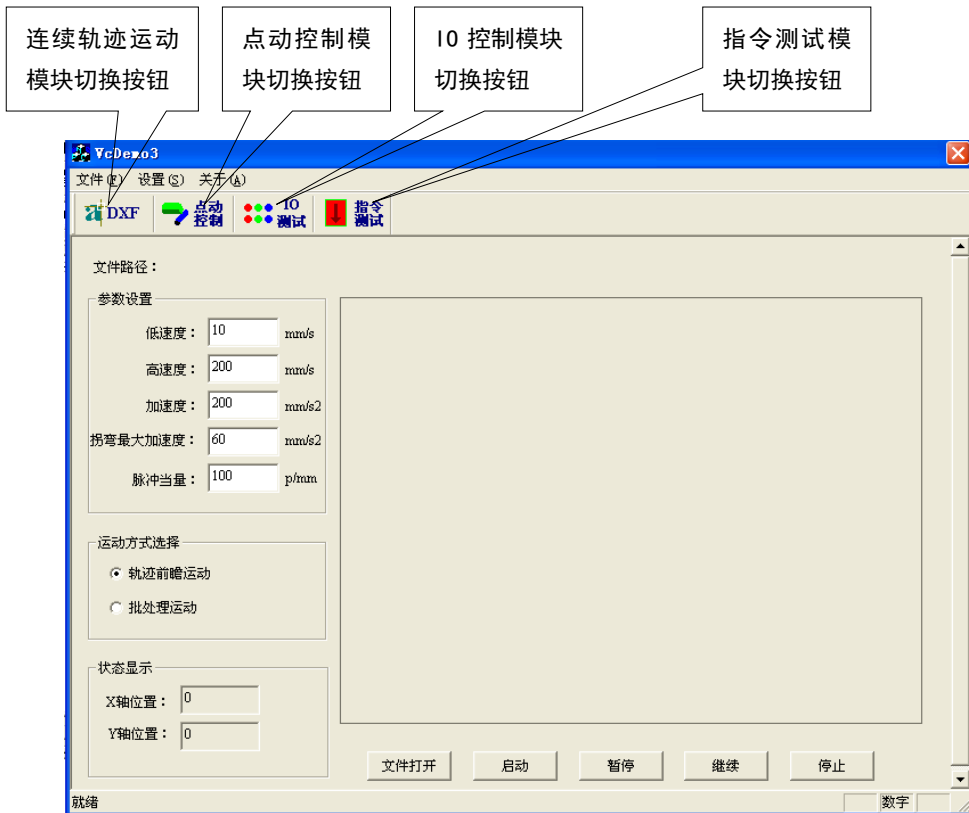 连续轨迹运动
模块切换按钮
点动控制模
块切换按钮
IO 控制模块
切换按钮
指令测试模
块切换按钮
VcDemo3
文件(F) 设置(S) 关于(A)
DXF
点动
控制
IO
测试
指令
测试
文件路径：
参数设置
低速度： 10 mm/s
高速度： 200 mm/s
加速度： 200 mm/s2
拐弯最大加速度： 60 mm/s2
脉冲当量： 100 p/mm
运动方式选择
轨迹前瞻运动
批处理运动
状态显示
X轴位置： 0
Y轴位置： 0
文件打开 启动 暂停 继续 停止
就绪 数字